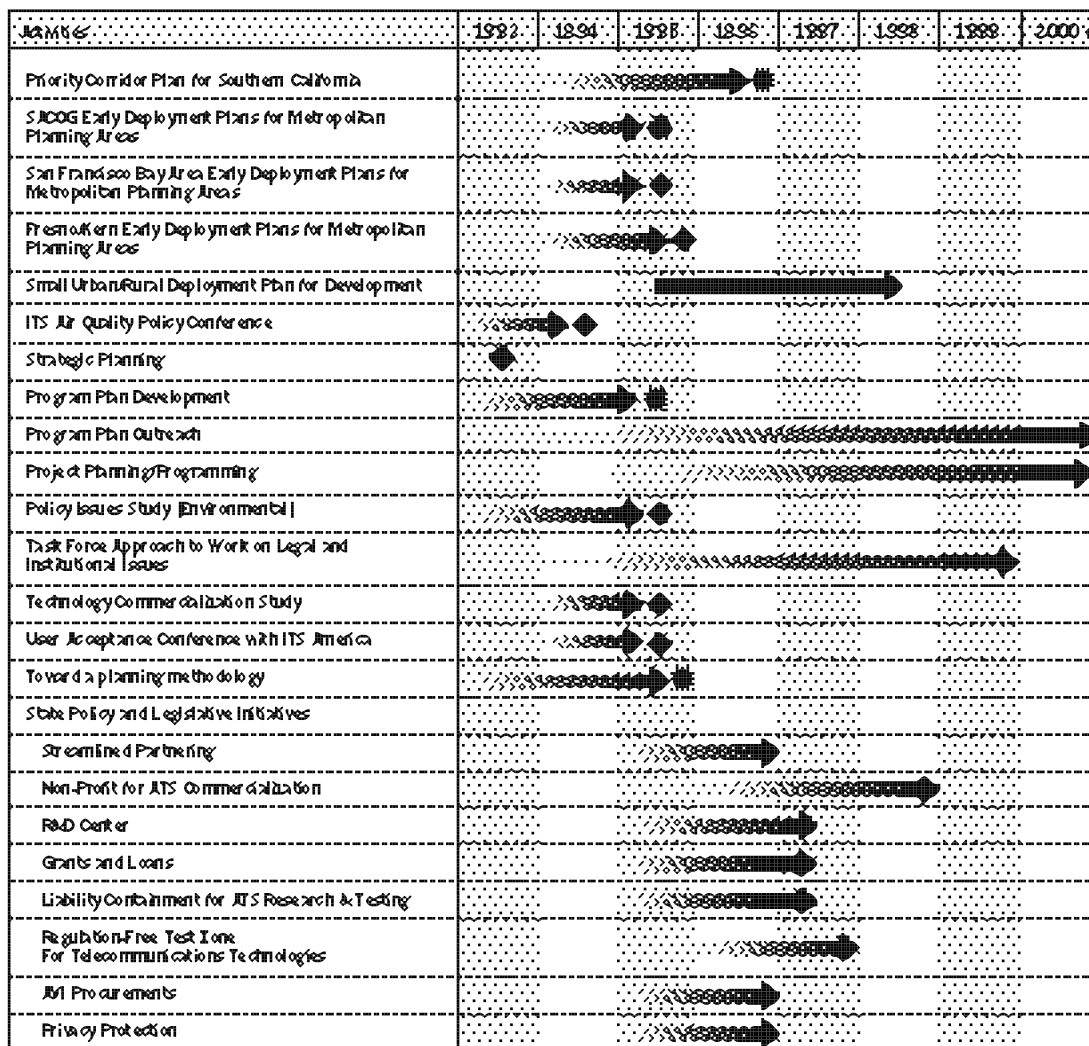 1993 1994 1995 1996 1997 1998 1999 2000+
Priority Corridor Plan for Southern California
SACOG Early Deployment Plans for Metropolitan
Planning Areas
San Francisco Bay Area Early Deployment Plans for
Metropolitan Planning Areas
Fresno/Kern Early Deployment Plans for Metropolitan
Planning Areas
Small Urban/Rural Deployment Plan for Development
ITS Air Quality Policy Conference
Strategic Planning
Program Plan Development
Program Plan Outreach
Project Planning/Programming
Policy Issues Study (Environmental)
Task Force Approach to Work on Legal and
Institutional Issues
Technology Commercialization Study
User Acceptance Conference with ITS America
Toward a planning methodology
State Policy and Legislative Initiatives
Streamlined Partnering
Non-Profit for ATS Commercialization
R&D Center
Grants and Loans
Liability Containment for ATS Research & Testing
Regulation-Free Test Zone
For Telecommunications Technologies
AVI Procurements
Privacy Protection